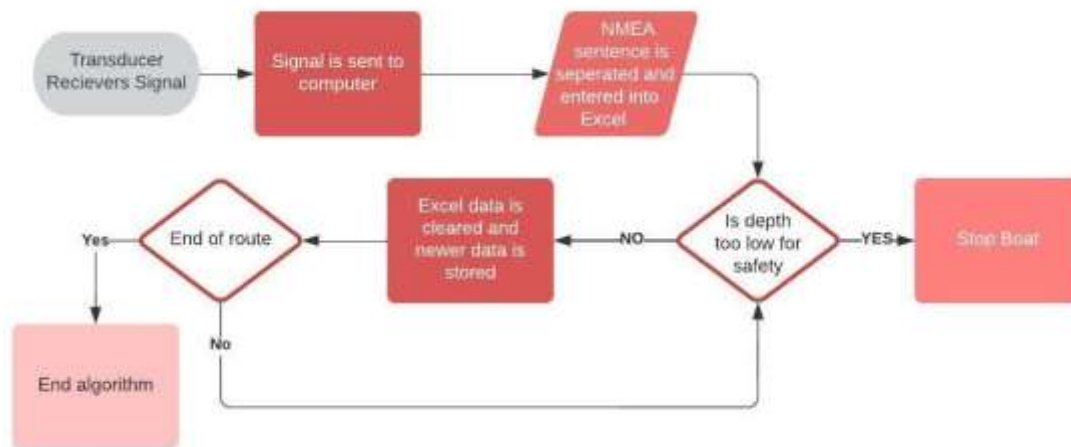 Transducer
Recievers Signal
Signal is sent to
computer
NMEA
sentence is
seperated and
entered into
Excel
Is depth
too low for
safety
YES
Stop Boat
NO
Excel data is
cleared and
newer data is
stored
End of route
Yes
End algorithm
No